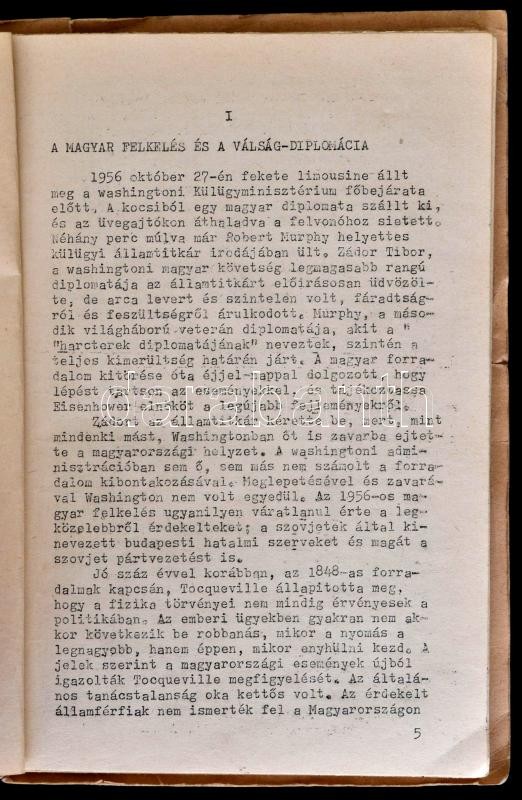 I
A MAGYAR FELKELÉS ÉS A VÁLSÁG-DIPLOMÁCIA
1956 október 27-én fekete limousine állt
meg a washingtoni Külügyminisztérium főbejárata
előtt. A kocsiból egy magyar diplomata szállt ki,
és az üvegajtókon áthaladva a felvonóhoz sietett.
Néhány perc múlva már Robert Murphy helyettes
külügyi államtitkár irodájában ült. Zádor Tibor,
a washingtoni magyar követség legmagasabb rangú
diplomatája az államtitkárt előirásosan üdvözöl-
te, de arca levert és szintelen volt, fáradtság-
ról és feszültségről árulkodott. Murphy, a máso-
dik világháború veterán diplomatája, akit a "
"harcterek diplomatájának" neveztek, szintén a
teljes kimerültség határán járt. A magyar forra-
dalom kitörése óta éjjel-nappal dolgozott, hogy
lépést tartson az eseményekkel, és tájékoztassa
Eisenhower elnököt a legújabb fejleményekről.
Zádort az államtitkár kérette be, mert, mint
mindenki mást, Washingtonban őt is zavarba ejtet-
te a magyarországi helyzet. A washingtoni admi-
nisztrációban sem ő, sem más nem számolt a forra-
dalom kibontakozásával. Meglepetésével és zavará-
val Washington nem volt egyedül. Az 1956-os ma-
gyar felkelés ugyanilyen váratlanul érte a leg-
közelebbről érdekelteket; a szovjetek által ki-
nevezett budapesti hatalmi szerveket és magát a
szovjet pártvezetést is.
Jó száz évvel korábban, az 1848-as forra-
dalmak kapcsán, Tocqueville állapitotta meg,
hogy a fizika törvényei nem mindig érvényesek a
politikában. Az emberi ügyekben gyakran nem ak-
kor következik be robbanás, mikor a nyomás a
legnagyobb, hanem éppen, mikor enyhülni kezd. A
jelek szerint a magyarországi események újból
igazolták Tocqueville megfigyelését. Az általá-
nos tanácstalanság oka kettős volt. Az érdekelt
államférfiak nem ismerték fel a Magyarországon
5